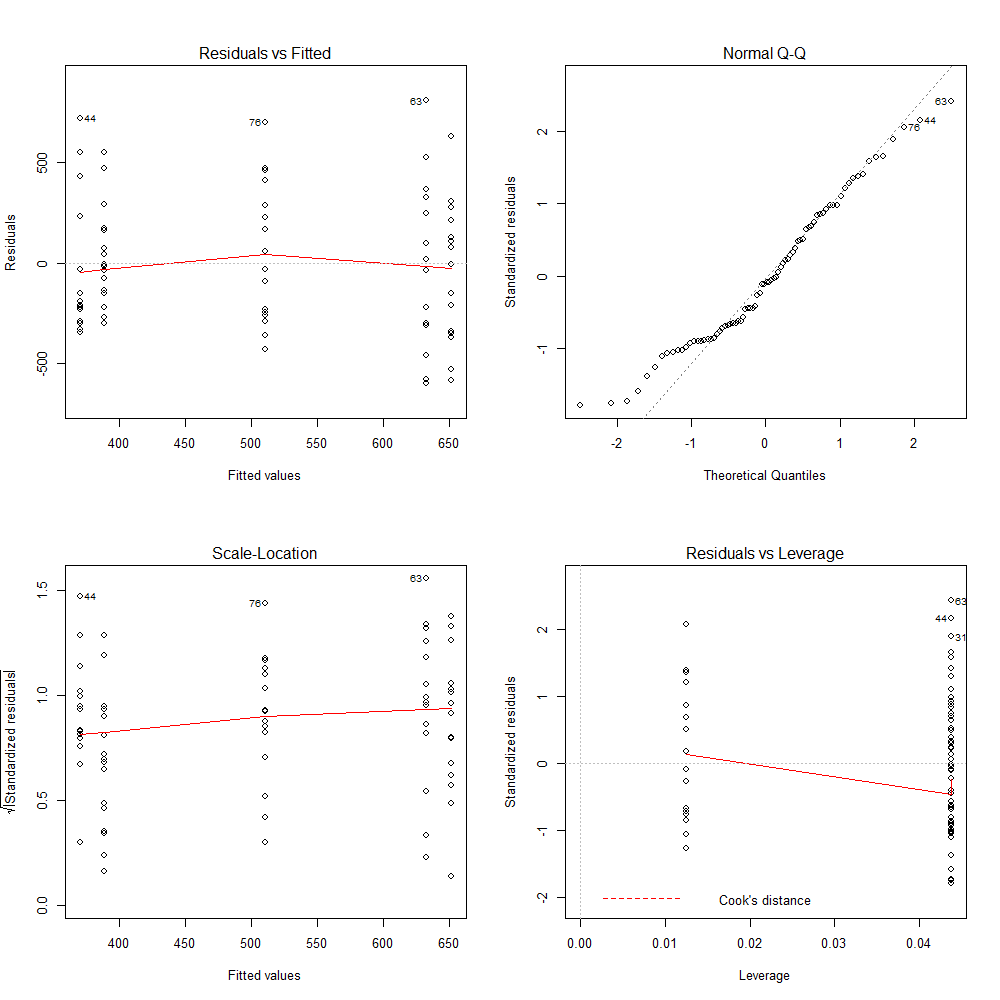 Residuals vs Fitted
Residuals
500
0
-500
44
76
63
400 450 500 550 600 650
Fitted values
Normal Q-Q
Standardized residuals
2
1
0
-1
63
44
76
-2 -1 0 1 2
Theoretical Quantiles
Scale-Location
√|Standardized residuals|
1.5
1.0
0.5
0.0
44
76
63
400 450 500 550 600 650
Fitted values
Residuals vs Leverage
Standardized residuals
2
1
0
-1
-2
63
44
31
Cook's distance
0.00 0.01 0.02 0.03 0.04
Leverage